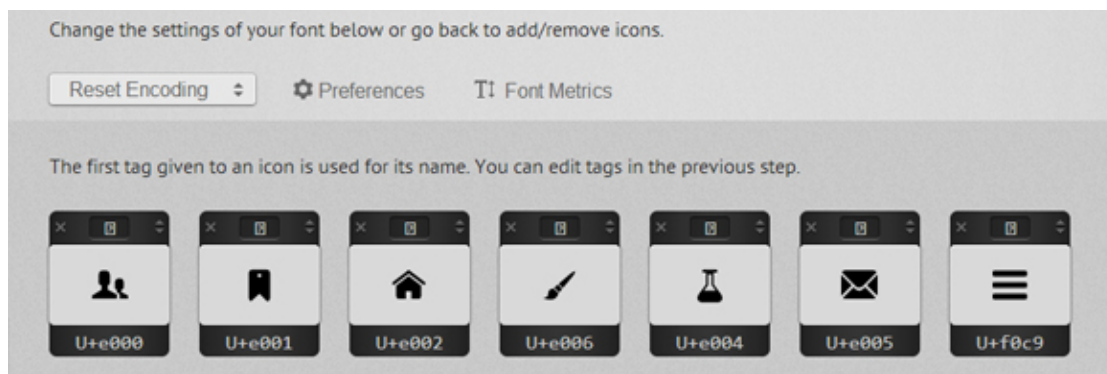 Change the settings of your font below or go back to add/remove icons.
Reset Encoding Preferences Font Metrics
The first tag given to an icon is used for its name. You can edit tags in the previous step.
U+e000 U+e001 U+e002 U+e006 U+e004 U+e005 U+f0c9